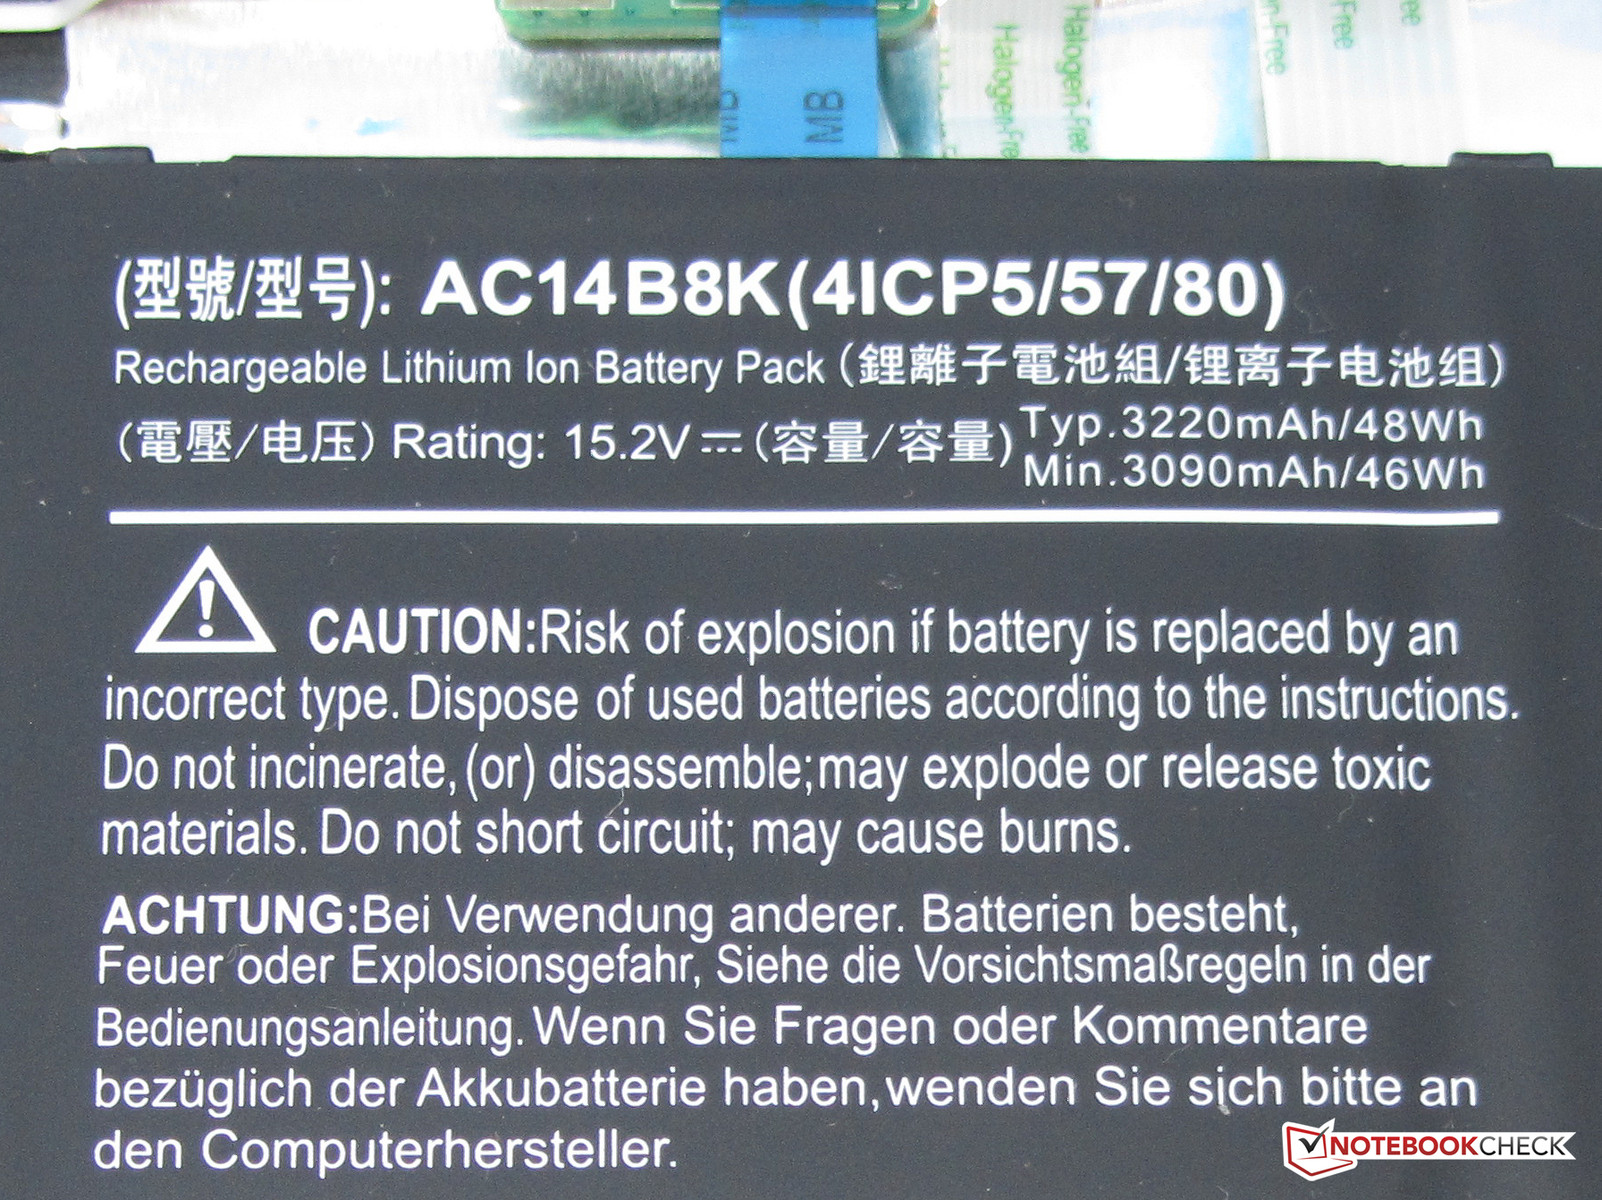 MB
MB
Halogen-Fre
Halogen-Free
n-Free
Free
ee
(型號/型号): AC14B8K(4ICP5/57/80)
Rechargeable Lithium Ion Battery Pack (鋰離子電池組/锂离子电池组)
(電壓/电压) Rating: 15.2V⎓(容量/容量) Typ.3220mAh/48Wh
Min.3090mAh/46Wh
CAUTION:Risk of explosion if battery is replaced by an
incorrect type. Dispose of used batteries according to the instructions.
Do not incinerate, (or) disassemble;may explode or release toxic
materials. Do not short circuit; may cause burns.
ACHTUNG:Bei Verwendung anderer. Batterien besteht,
Feuer oder Explosionsgefahr, Siehe die Vorsichtsmaßregeln in der
Bedienungsanleitung. Wenn Sie Fragen oder Kommentare
bezüglich der Akkubatterie haben,wenden Sie sich bitte an
den Computerhersteller.
NOTEBOOKCHECK